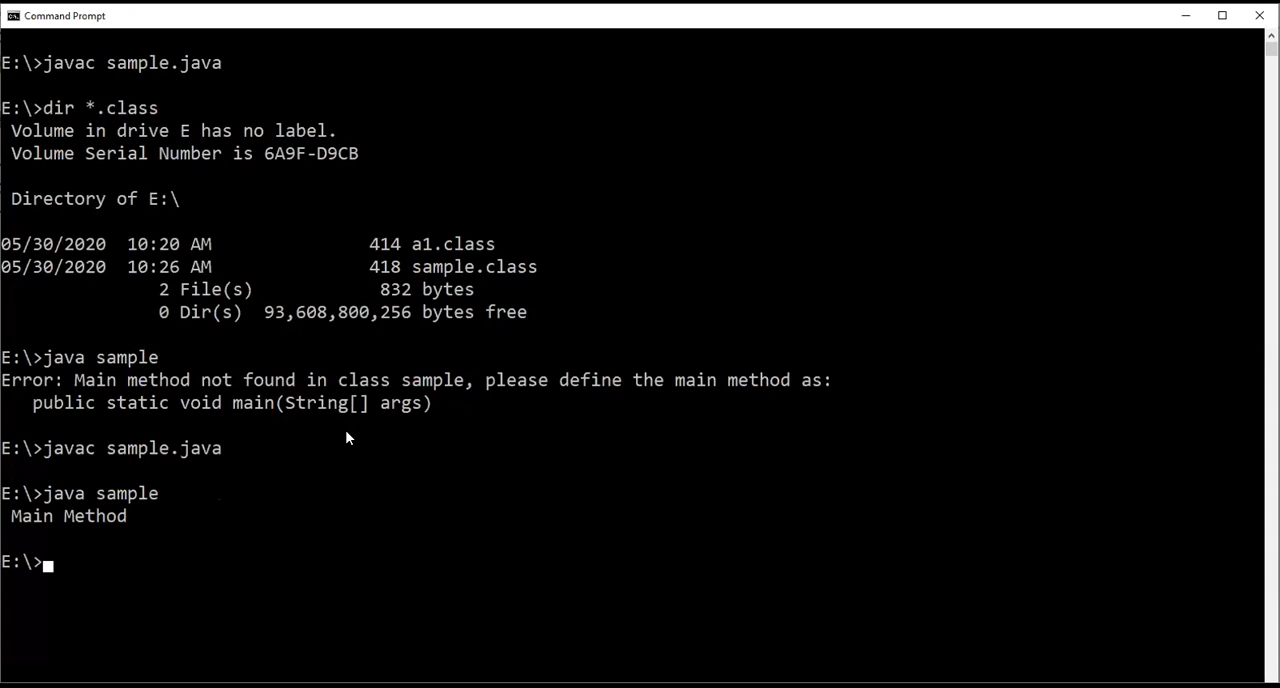 Command Prompt
E:\>javac sample.java
E:\>dir *.class
Volume in drive E has no label.
Volume Serial Number is 6A9F-D9CB
Directory of E:\
05/30/2020  10:20 AM               414 a1.class
05/30/2020  10:26 AM               418 sample.class
2 File(s)            832 bytes
0 Dir(s)  93,608,800,256 bytes free
E:\>java sample
Error: Main method not found in class sample, please define the main method as:
public static void main(String[] args)
E:\>javac sample.java
E:\>java sample
Main Method
E:\>